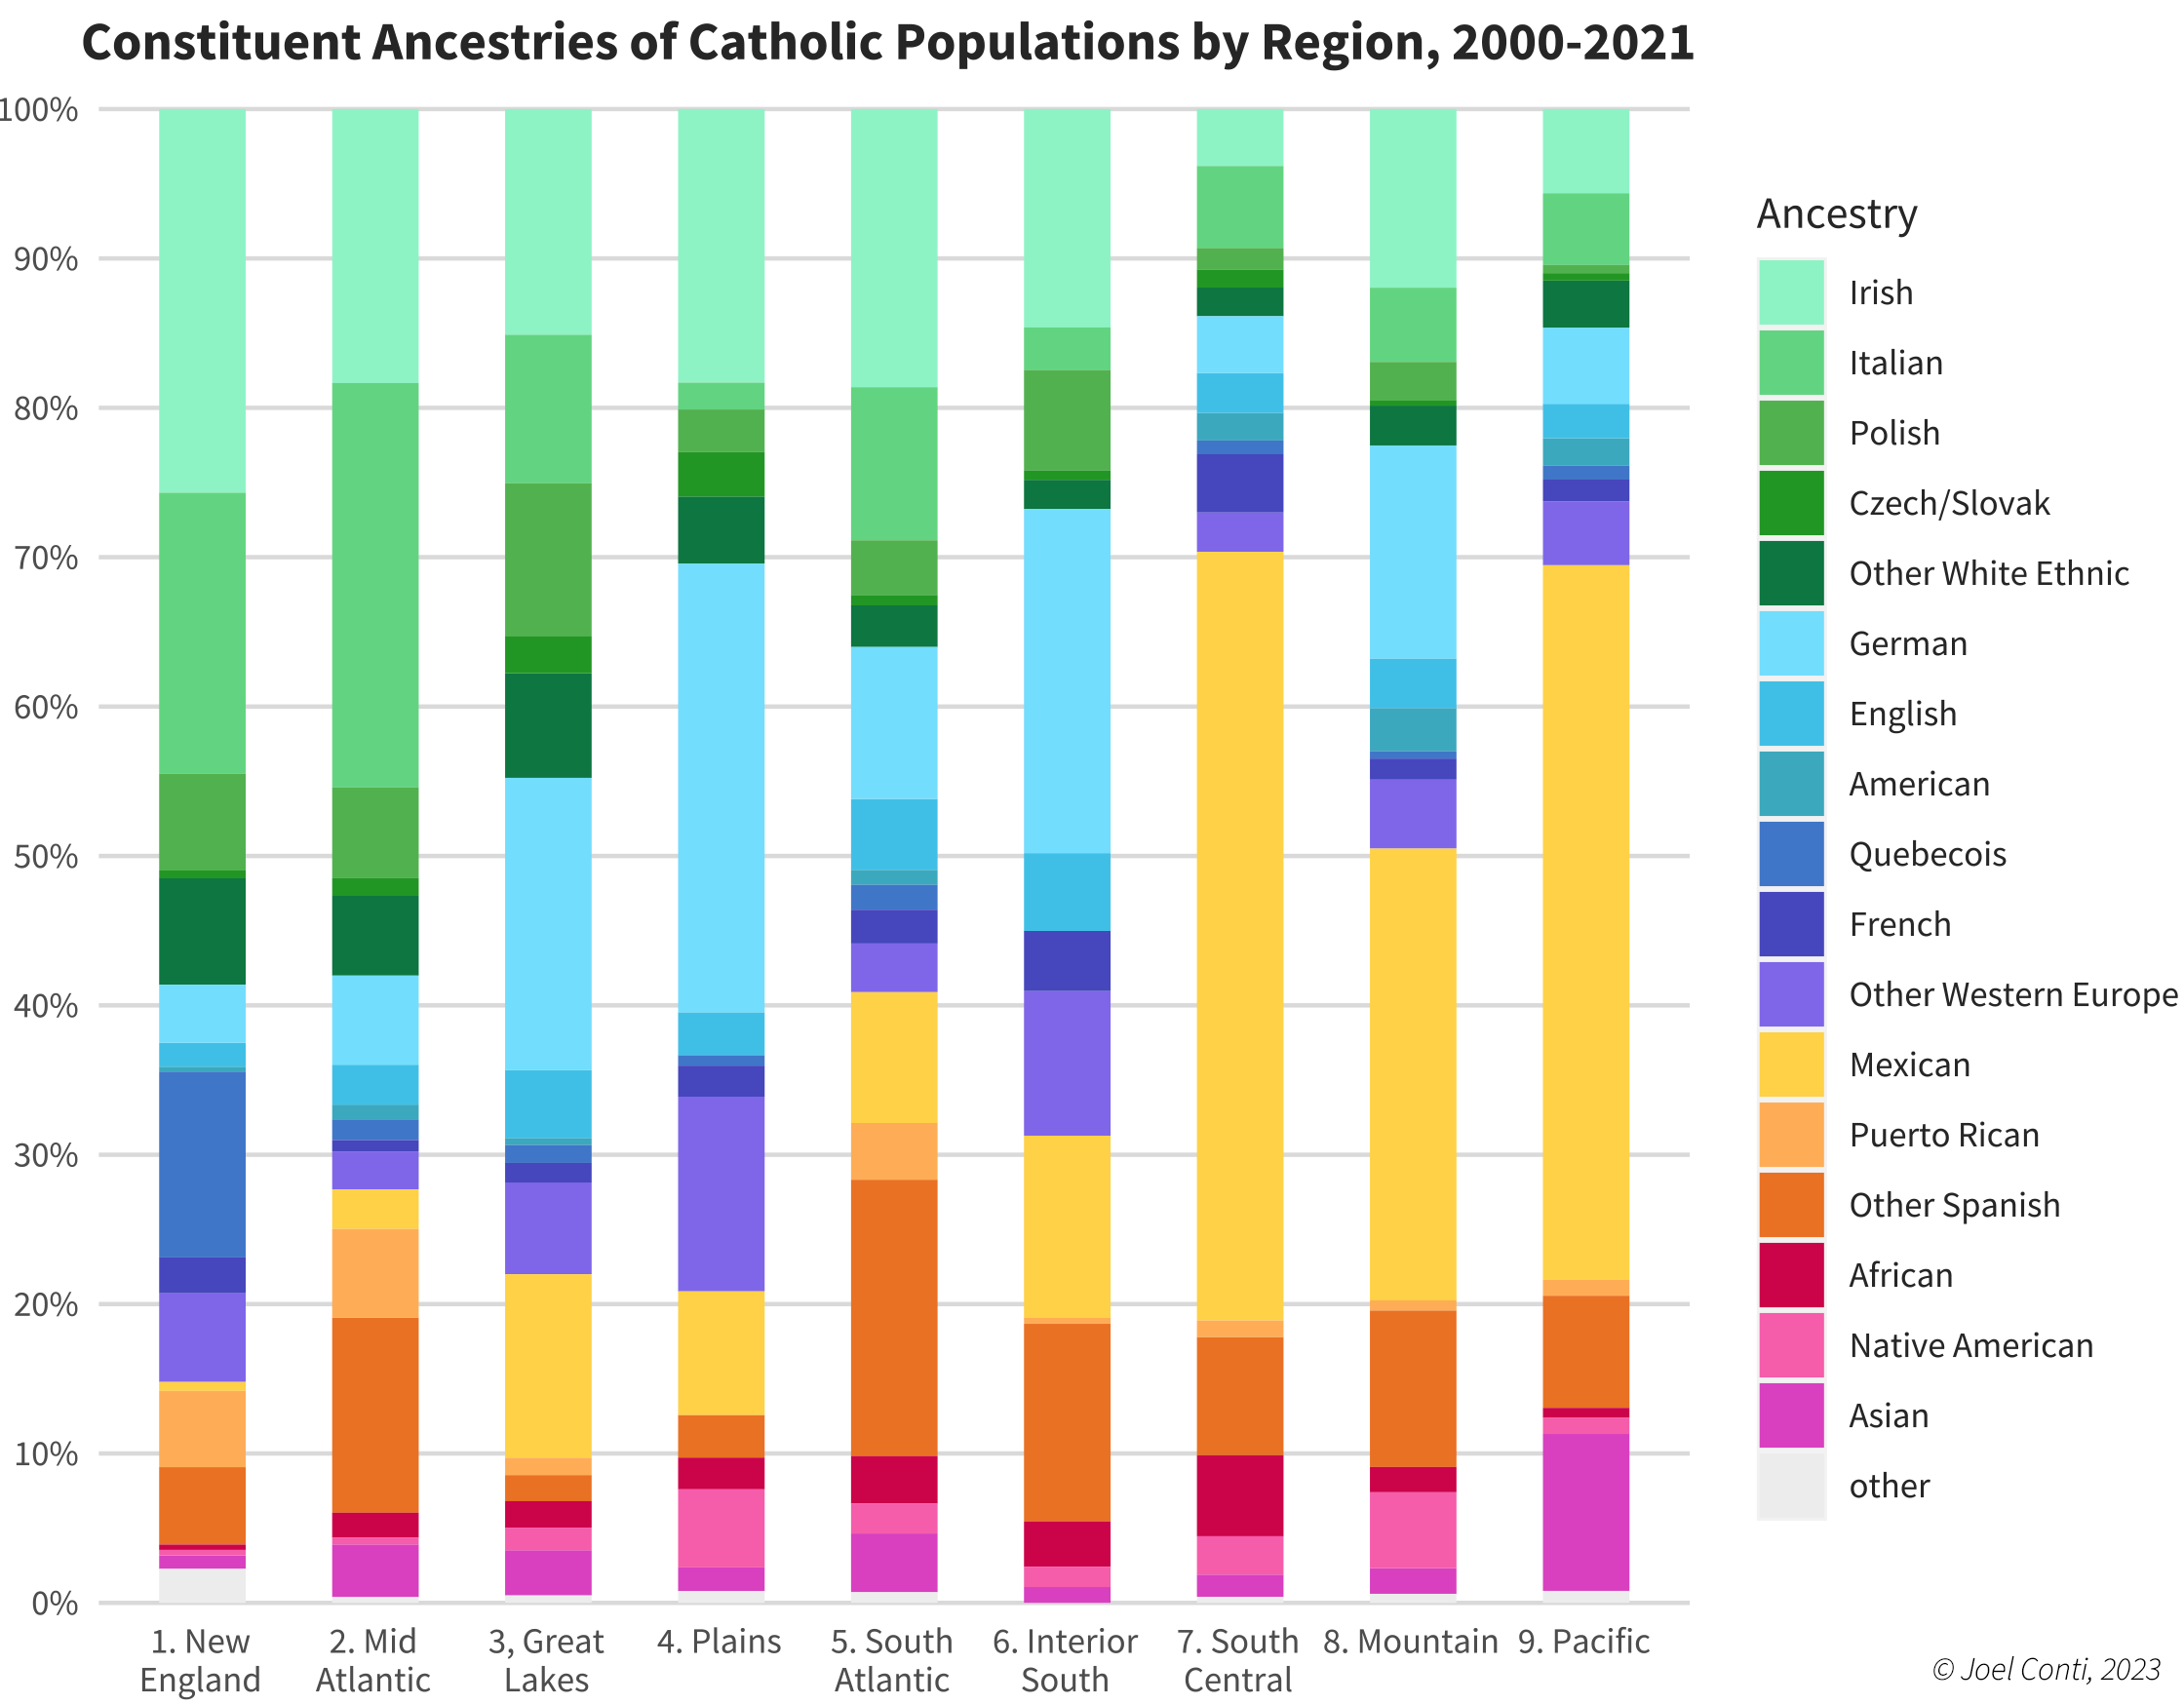 Constituent Ancestries of Catholic Populations by Region, 2000-2021
100%
90%
80%
70%
60%
50%
40%
30%
20%
10%
0%
1. New
England
2. Mid
Atlantic
3, Great
Lakes
4. Plains
5. South
Atlantic
6. Interior
South
7. South
Central
8. Mountain
9. Pacific
Ancestry
Irish
Italian
Polish
Czech/Slovak
Other White Ethnic
German
English
American
Quebecois
French
Other Western Europe
Mexican
Puerto Rican
Other Spanish
African
Native American
Asian
other
© Joel Conti, 2023